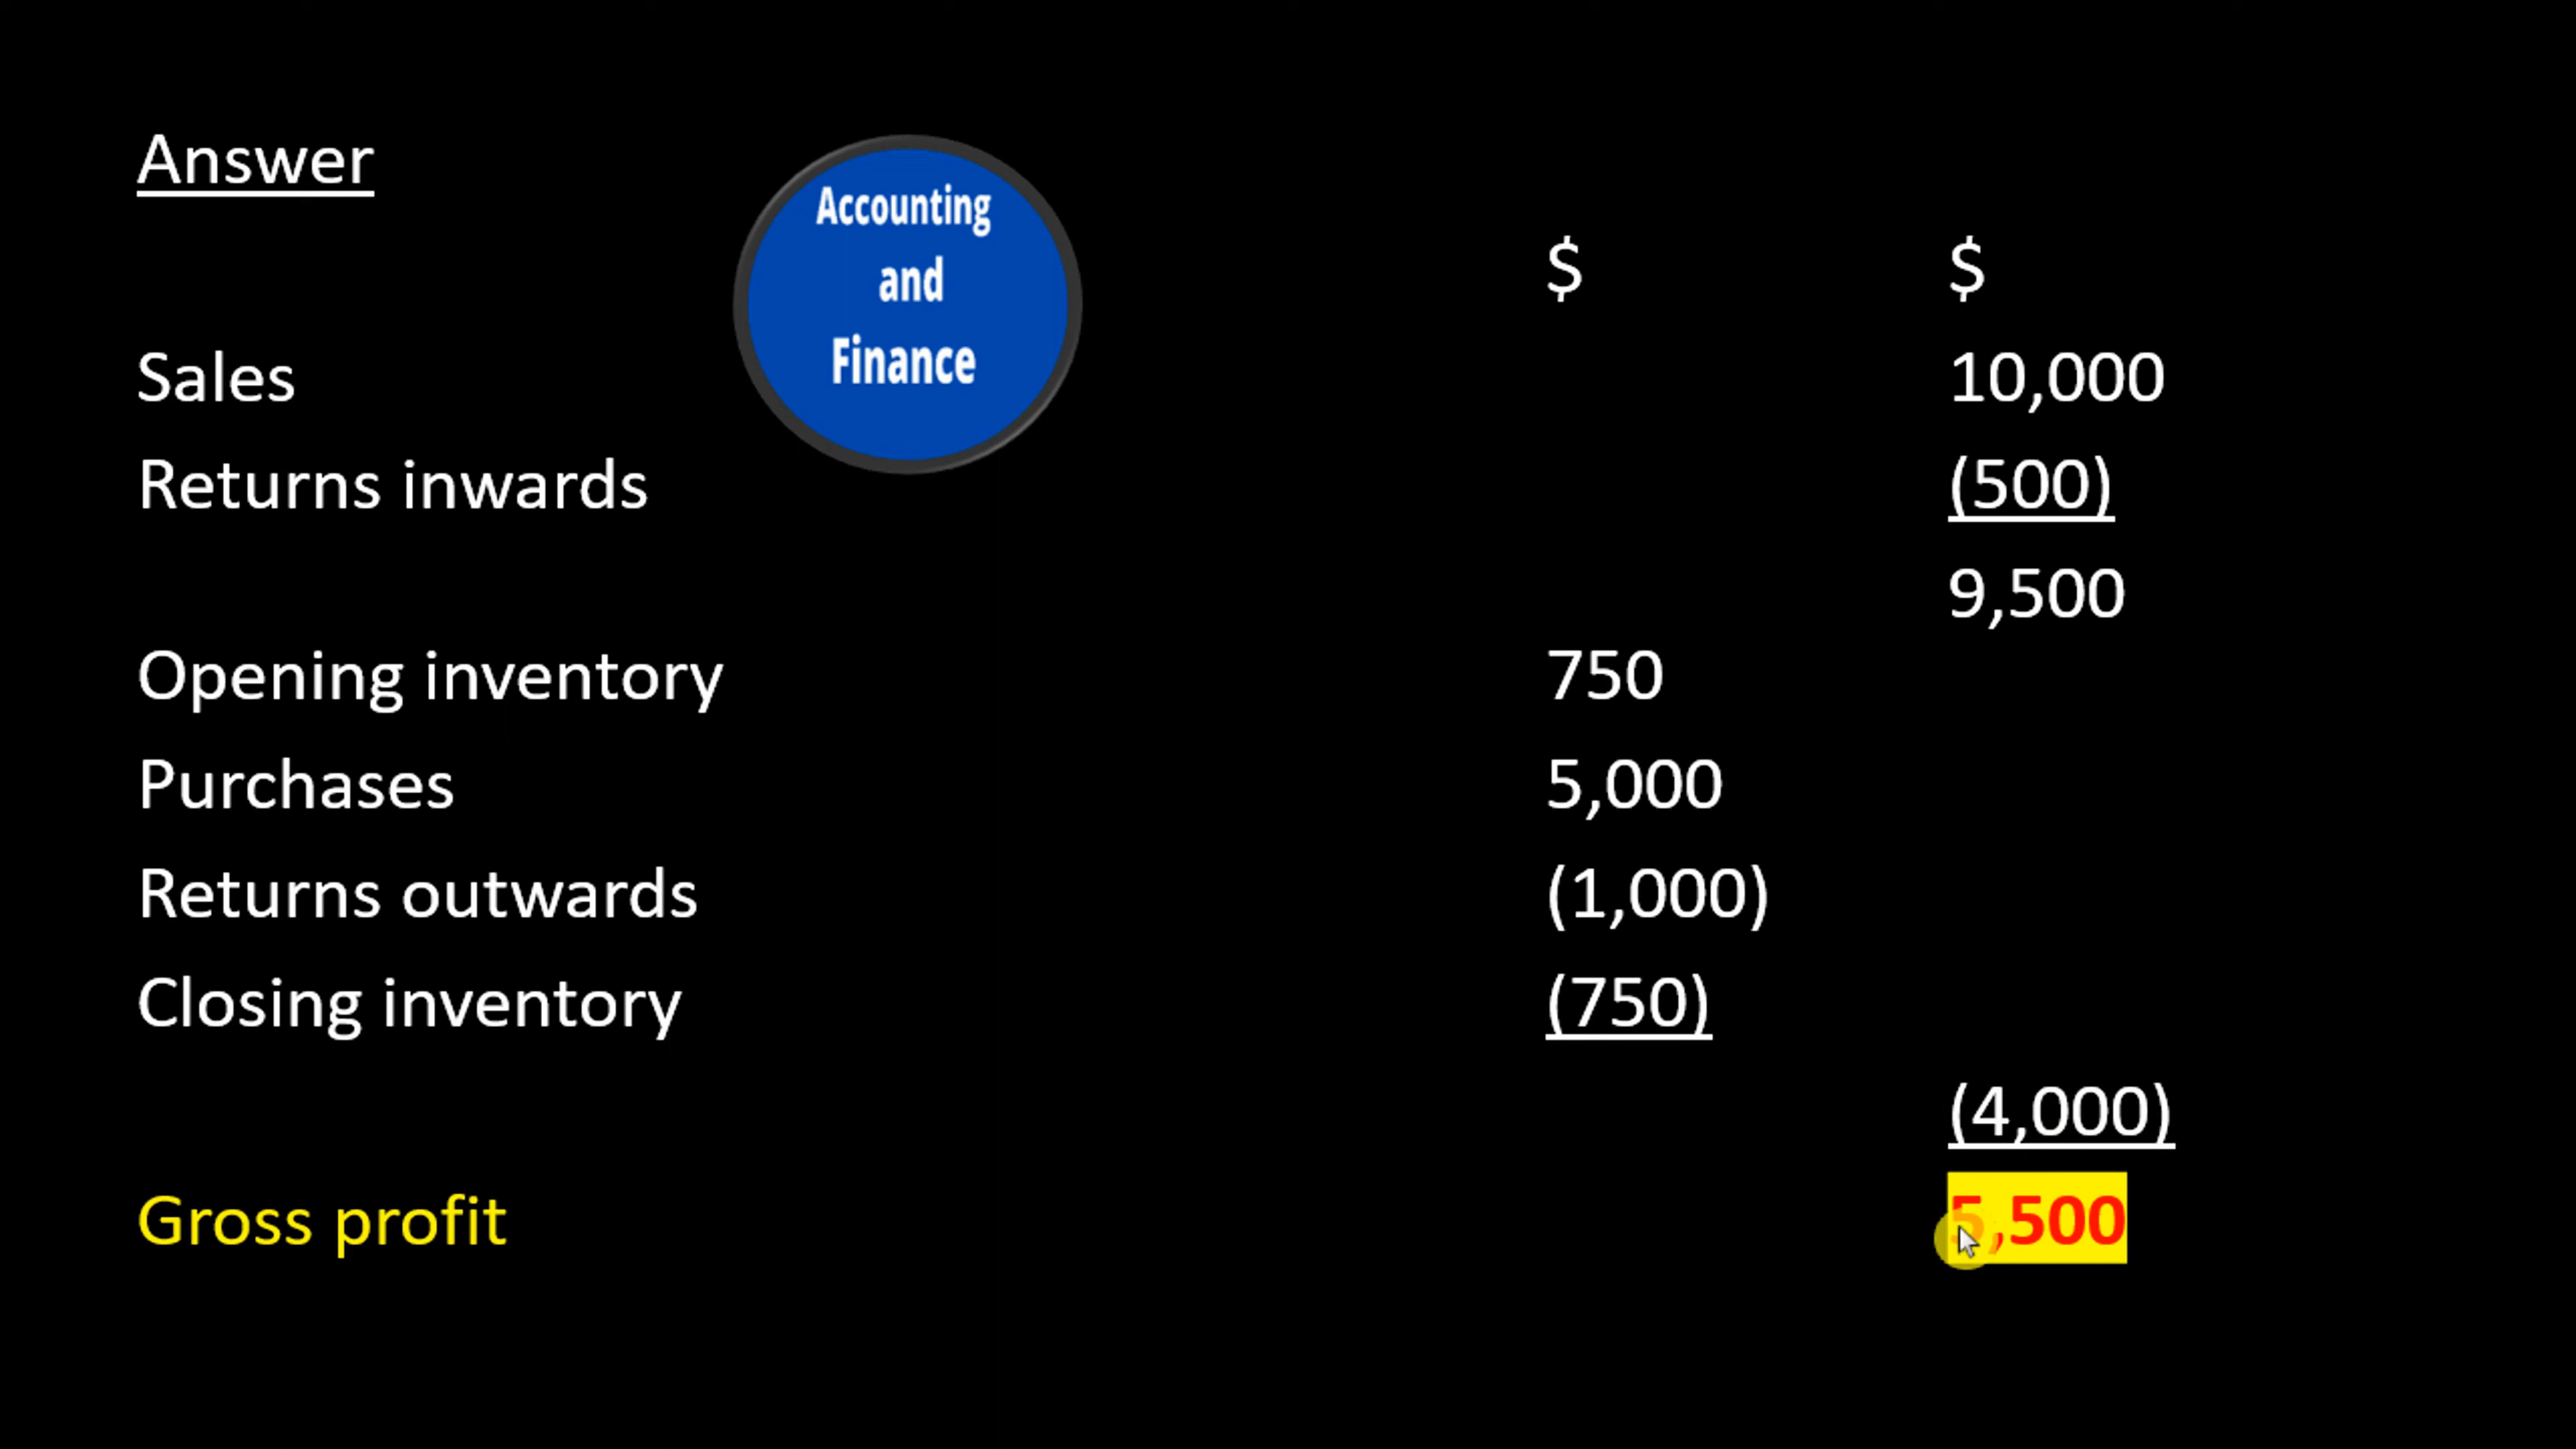 Answer
Accounting
and
Finance
$ $
Sales 10,000
Returns inwards (500)
9,500
Opening inventory 750
Purchases 5,000
Returns outwards (1,000)
Closing inventory (750)
(4,000)
Gross profit 5,500